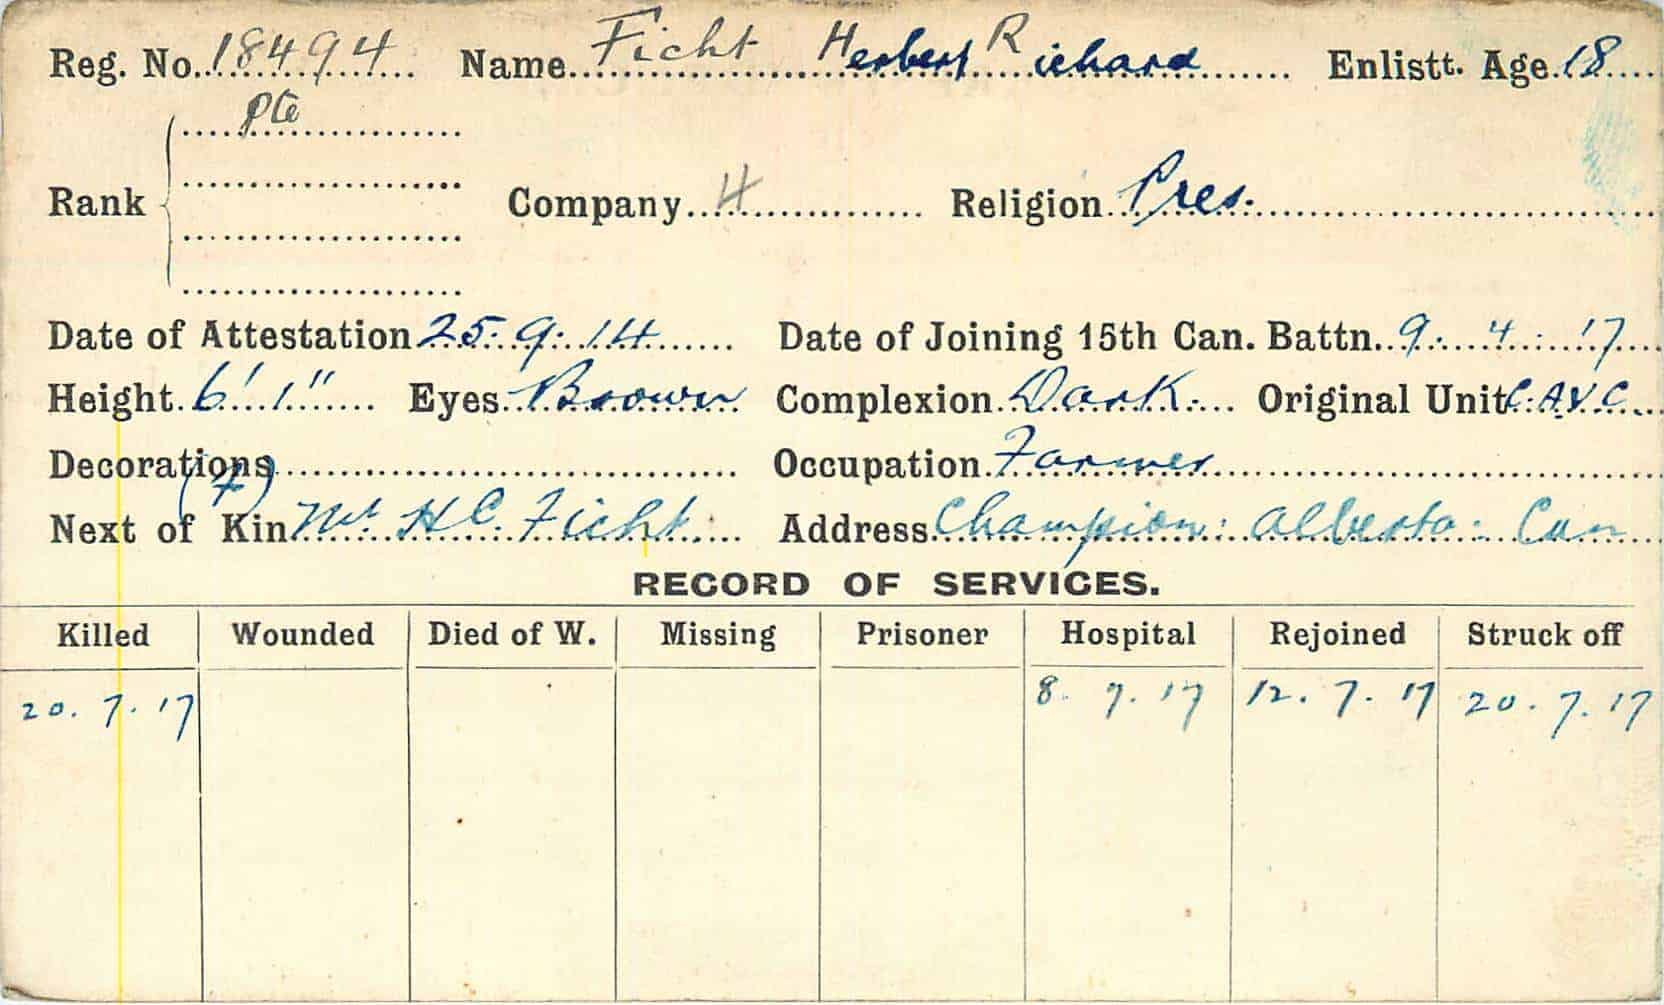 Reg. No. 18494 Name Ficht Herbert Richard Enlistt. Age 18
Pte
Rank Company H Religion Pres.
Date of Attestation 25.9.14 Date of Joining 15th Can. Battn. 9.4.17
Height 6' 1" Eyes Brown Complexion Dark. Original Unit C.A.V.C.
Decorations Occupation Farmer
Next of Kin (F) Mr H C. Ficht. Address Champion: Alberta: Can
RECORD OF SERVICES.
Killed Wounded Died of W. Missing Prisoner Hospital Rejoined Struck off
20.7.17 8.7.17 12.7.17 20.7.17